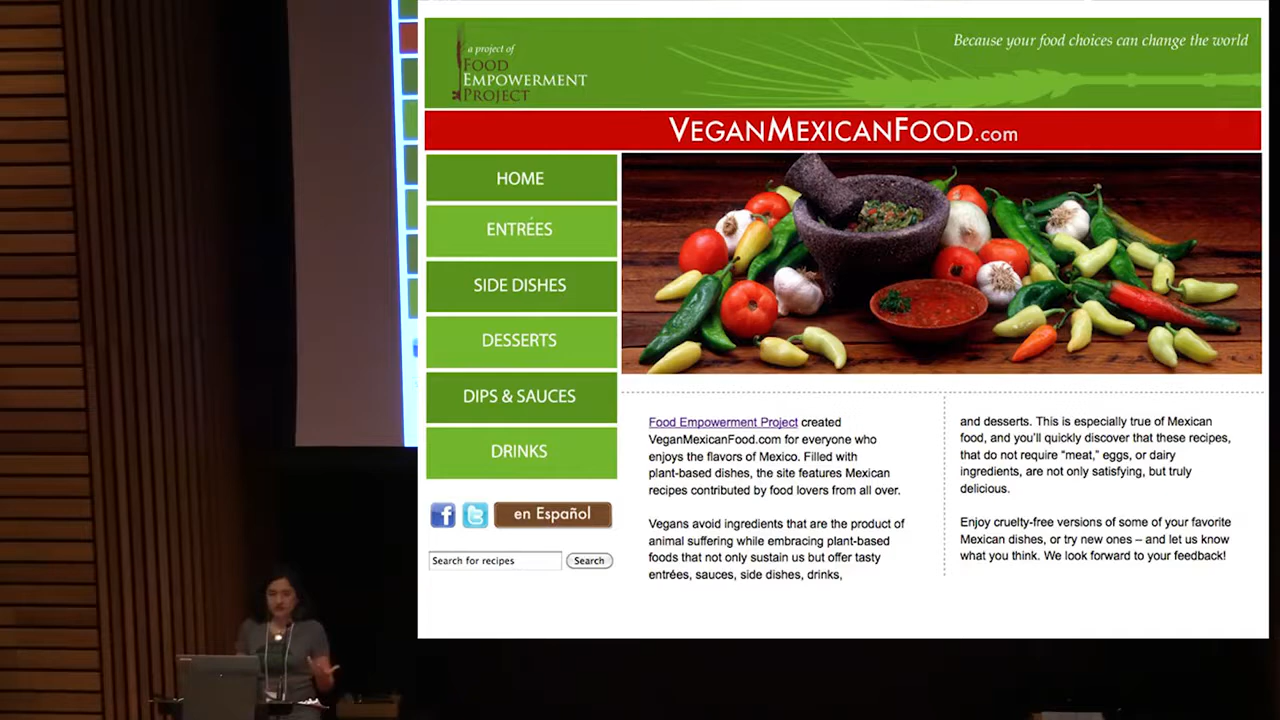 a project of
FOOD
EMPOWERMENT
PROJECT
Because your food choices can change the world
VEGANMEXICANFOOD.com
HOME
ENTRÉES
SIDE DISHES
DESSERTS
DIPS & SAUCES
DRINKS
en Español
Search for recipes
Search
Food Empowerment Project created
VeganMexicanFood.com for everyone who
enjoys the flavors of Mexico. Filled with
plant-based dishes, the site features Mexican
recipes contributed by food lovers from all over.
Vegans avoid ingredients that are the product of
animal suffering while embracing plant-based
foods that not only sustain us but offer tasty
entrées, sauces, side dishes, drinks,
and desserts. This is especially true of Mexican
food, and you'll quickly discover that these recipes,
that do not require “meat,” eggs, or dairy
ingredients, are not only satisfying, but truly
delicious.
Enjoy cruelty-free versions of some of your favorite
Mexican dishes, or try new ones – and let us know
what you think. We look forward to your feedback!